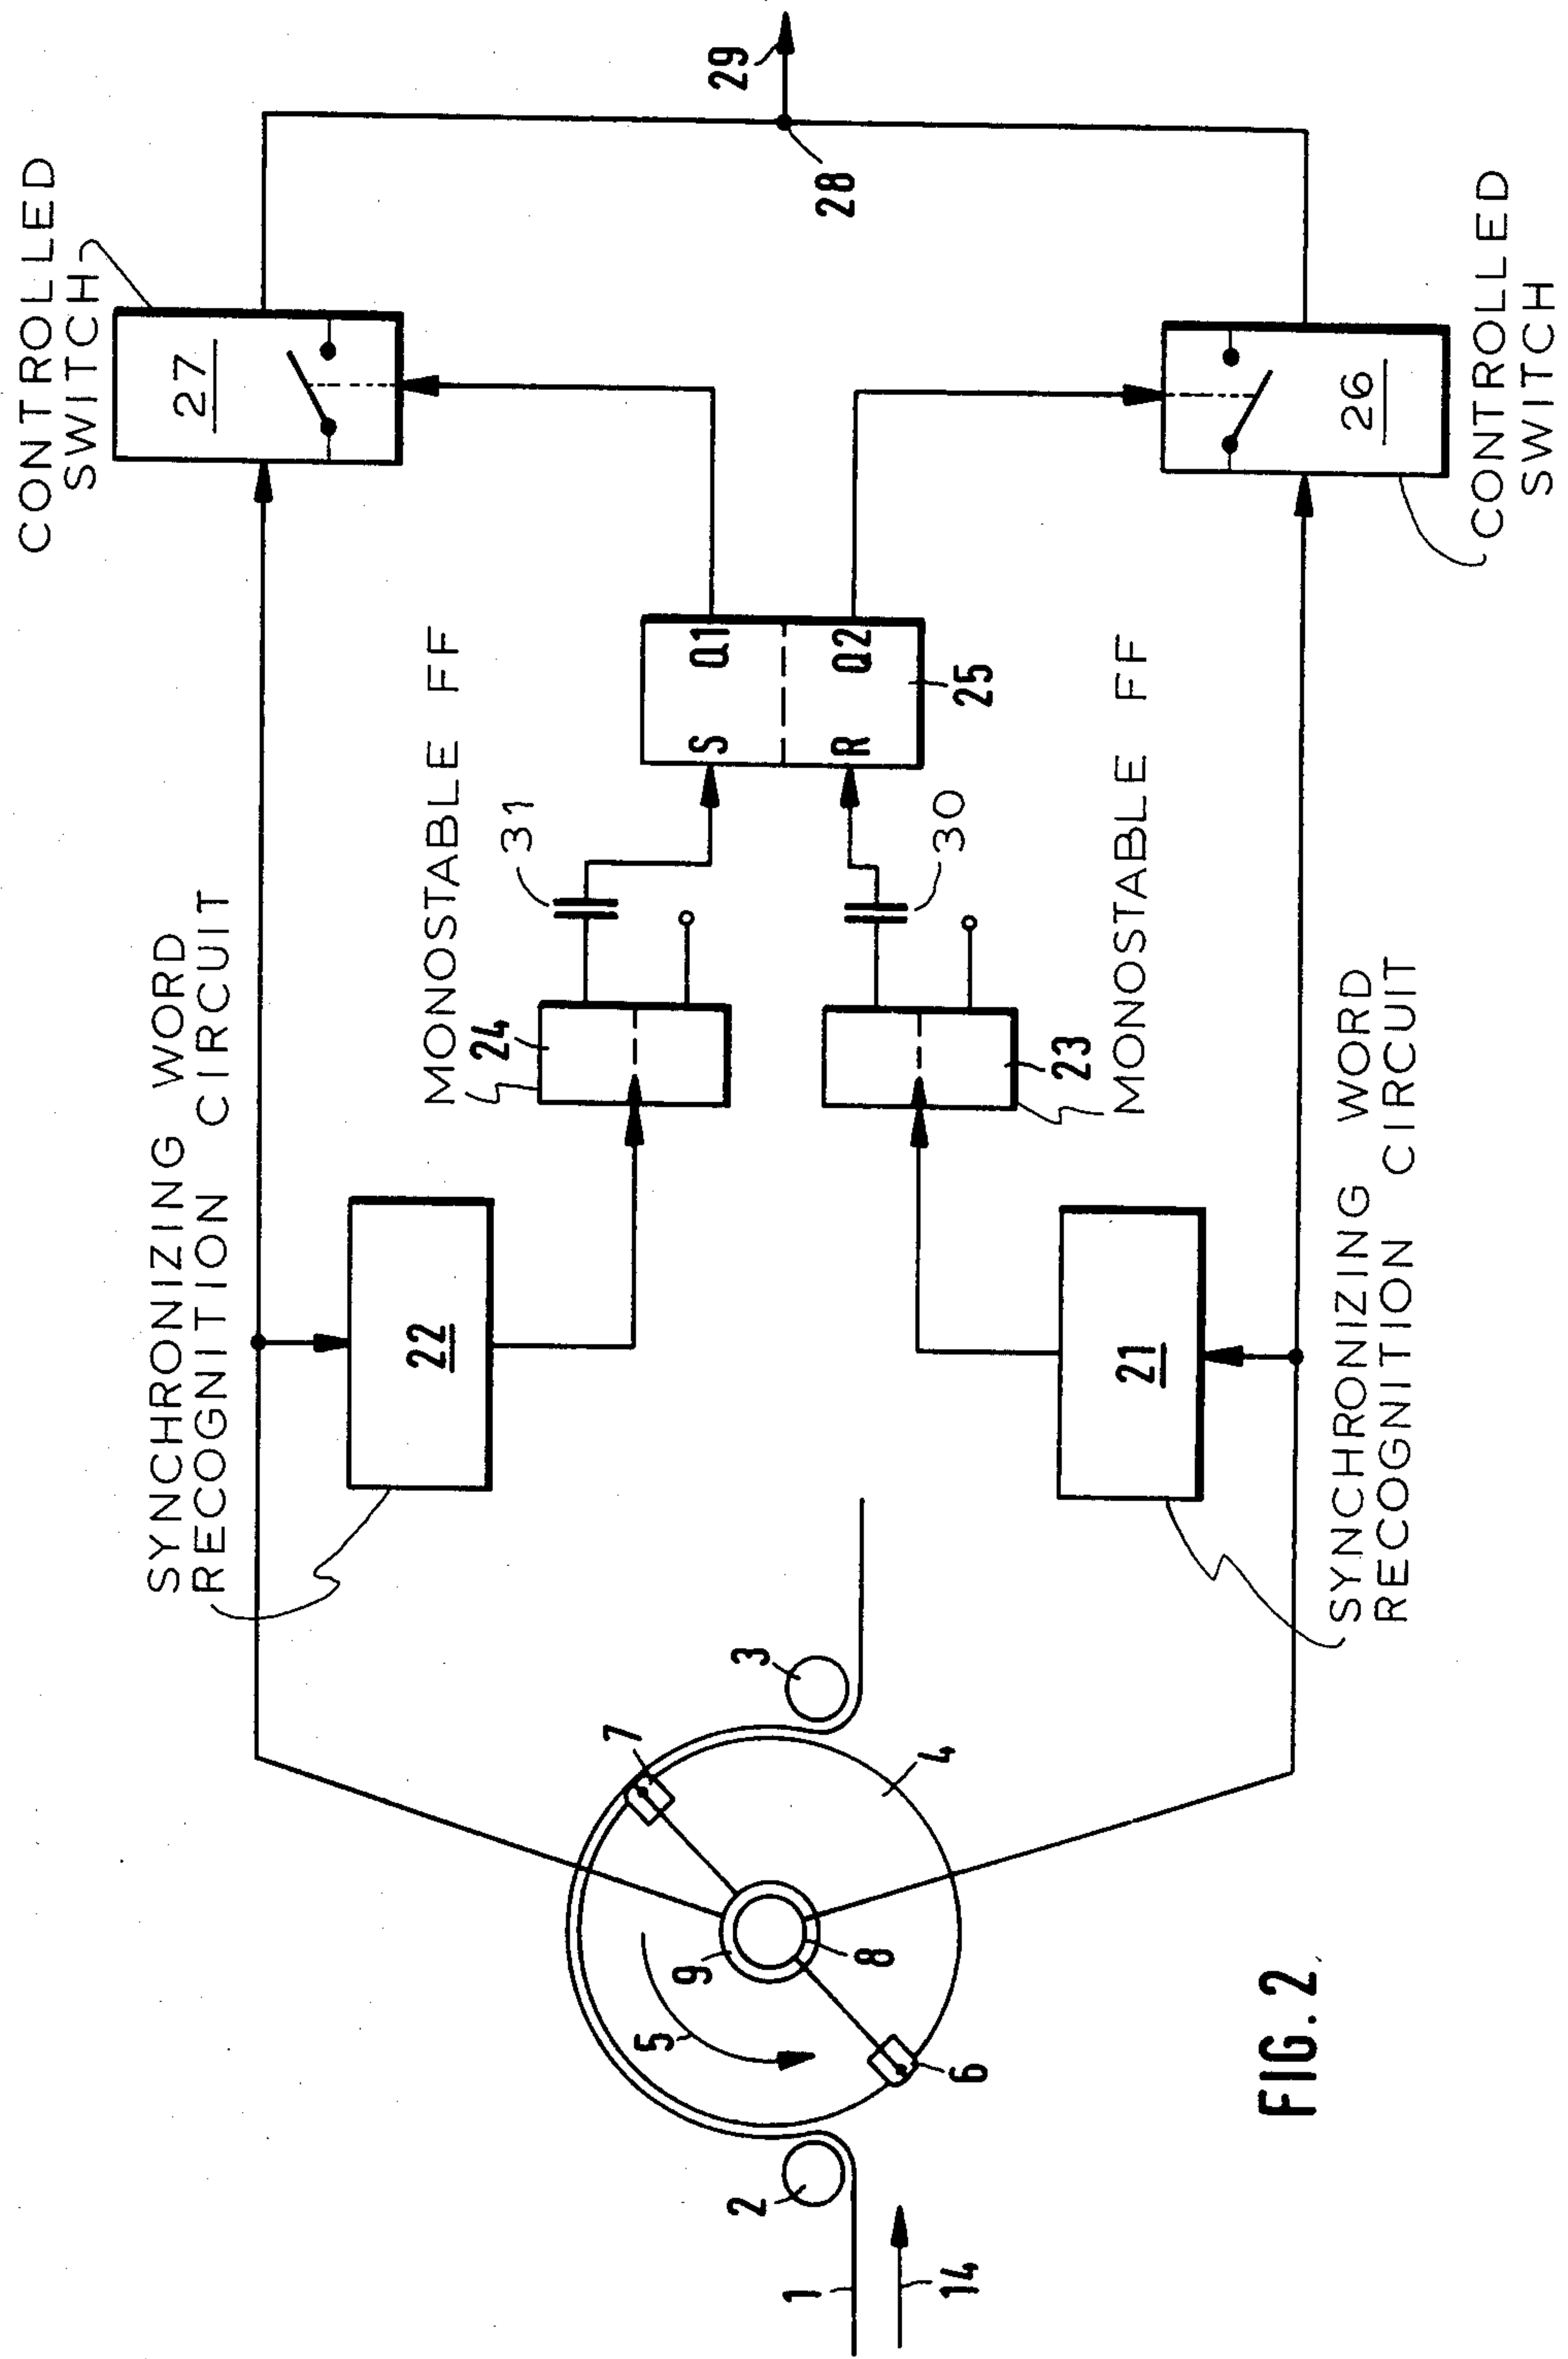 CONTROLLED
SWITCH
27
29
28
SYNCHRONIZING WORD
RECOGNITION CIRCUIT
22
MONOSTABLE FF
24
31
S Q1
R Q2
25
30
23
MONOSTABLE FF
26
CONTROLLED
SWITCH
21
SYNCHRONIZING WORD
RECOGNITION CIRCUIT
1
2
3
4
5
6
7
8
9
14
FIG. 2